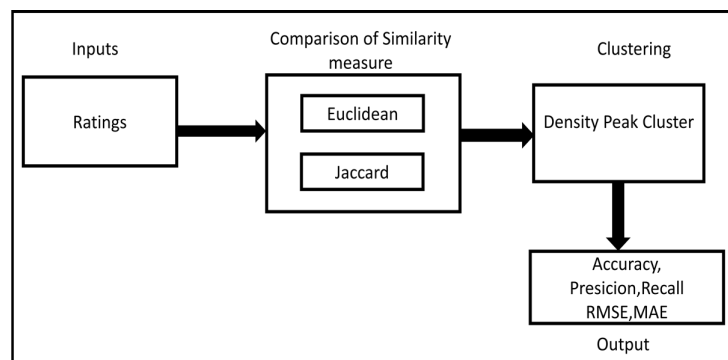 Inputs
Ratings
Comparison of Similarity
measure
Euclidean
Jaccard
Clustering
Density Peak Cluster
Accuracy,
Presicion,Recall
RMSE,MAE
Output